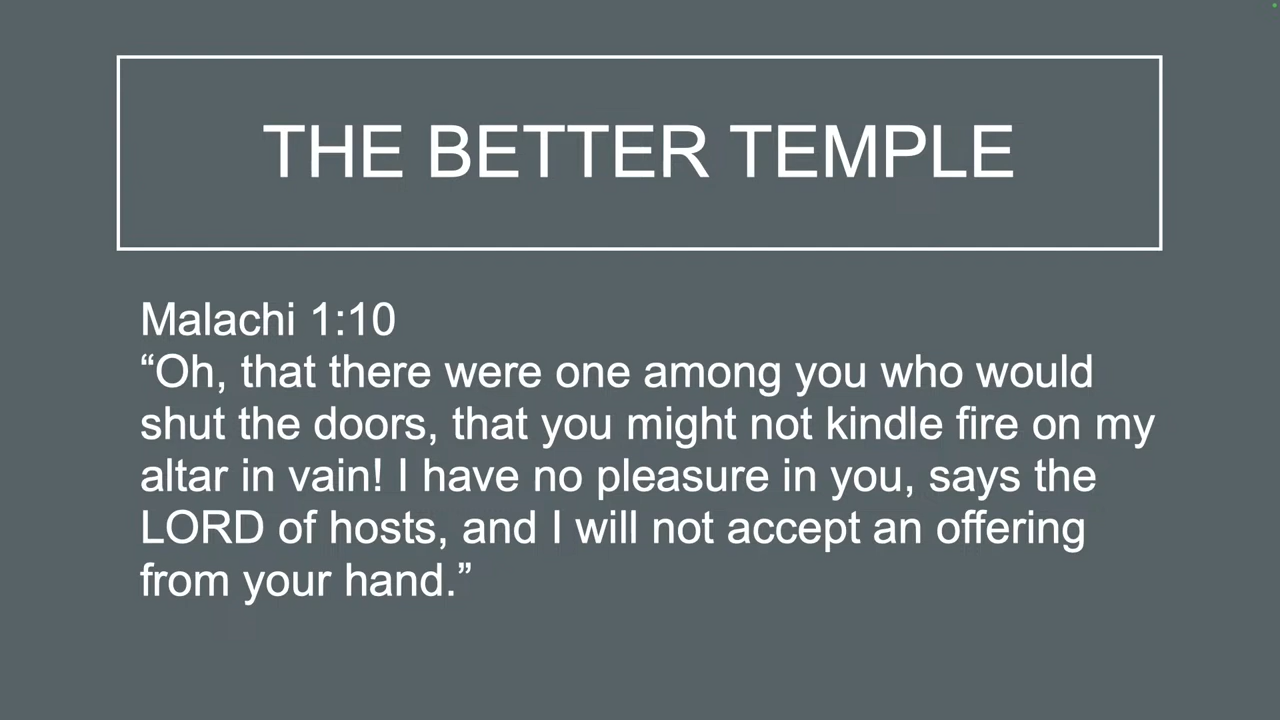 THE BETTER TEMPLE
Malachi 1:10
“Oh, that there were one among you who would
shut the doors, that you might not kindle fire on my
altar in vain! I have no pleasure in you, says the
LORD of hosts, and I will not accept an offering
from your hand.”